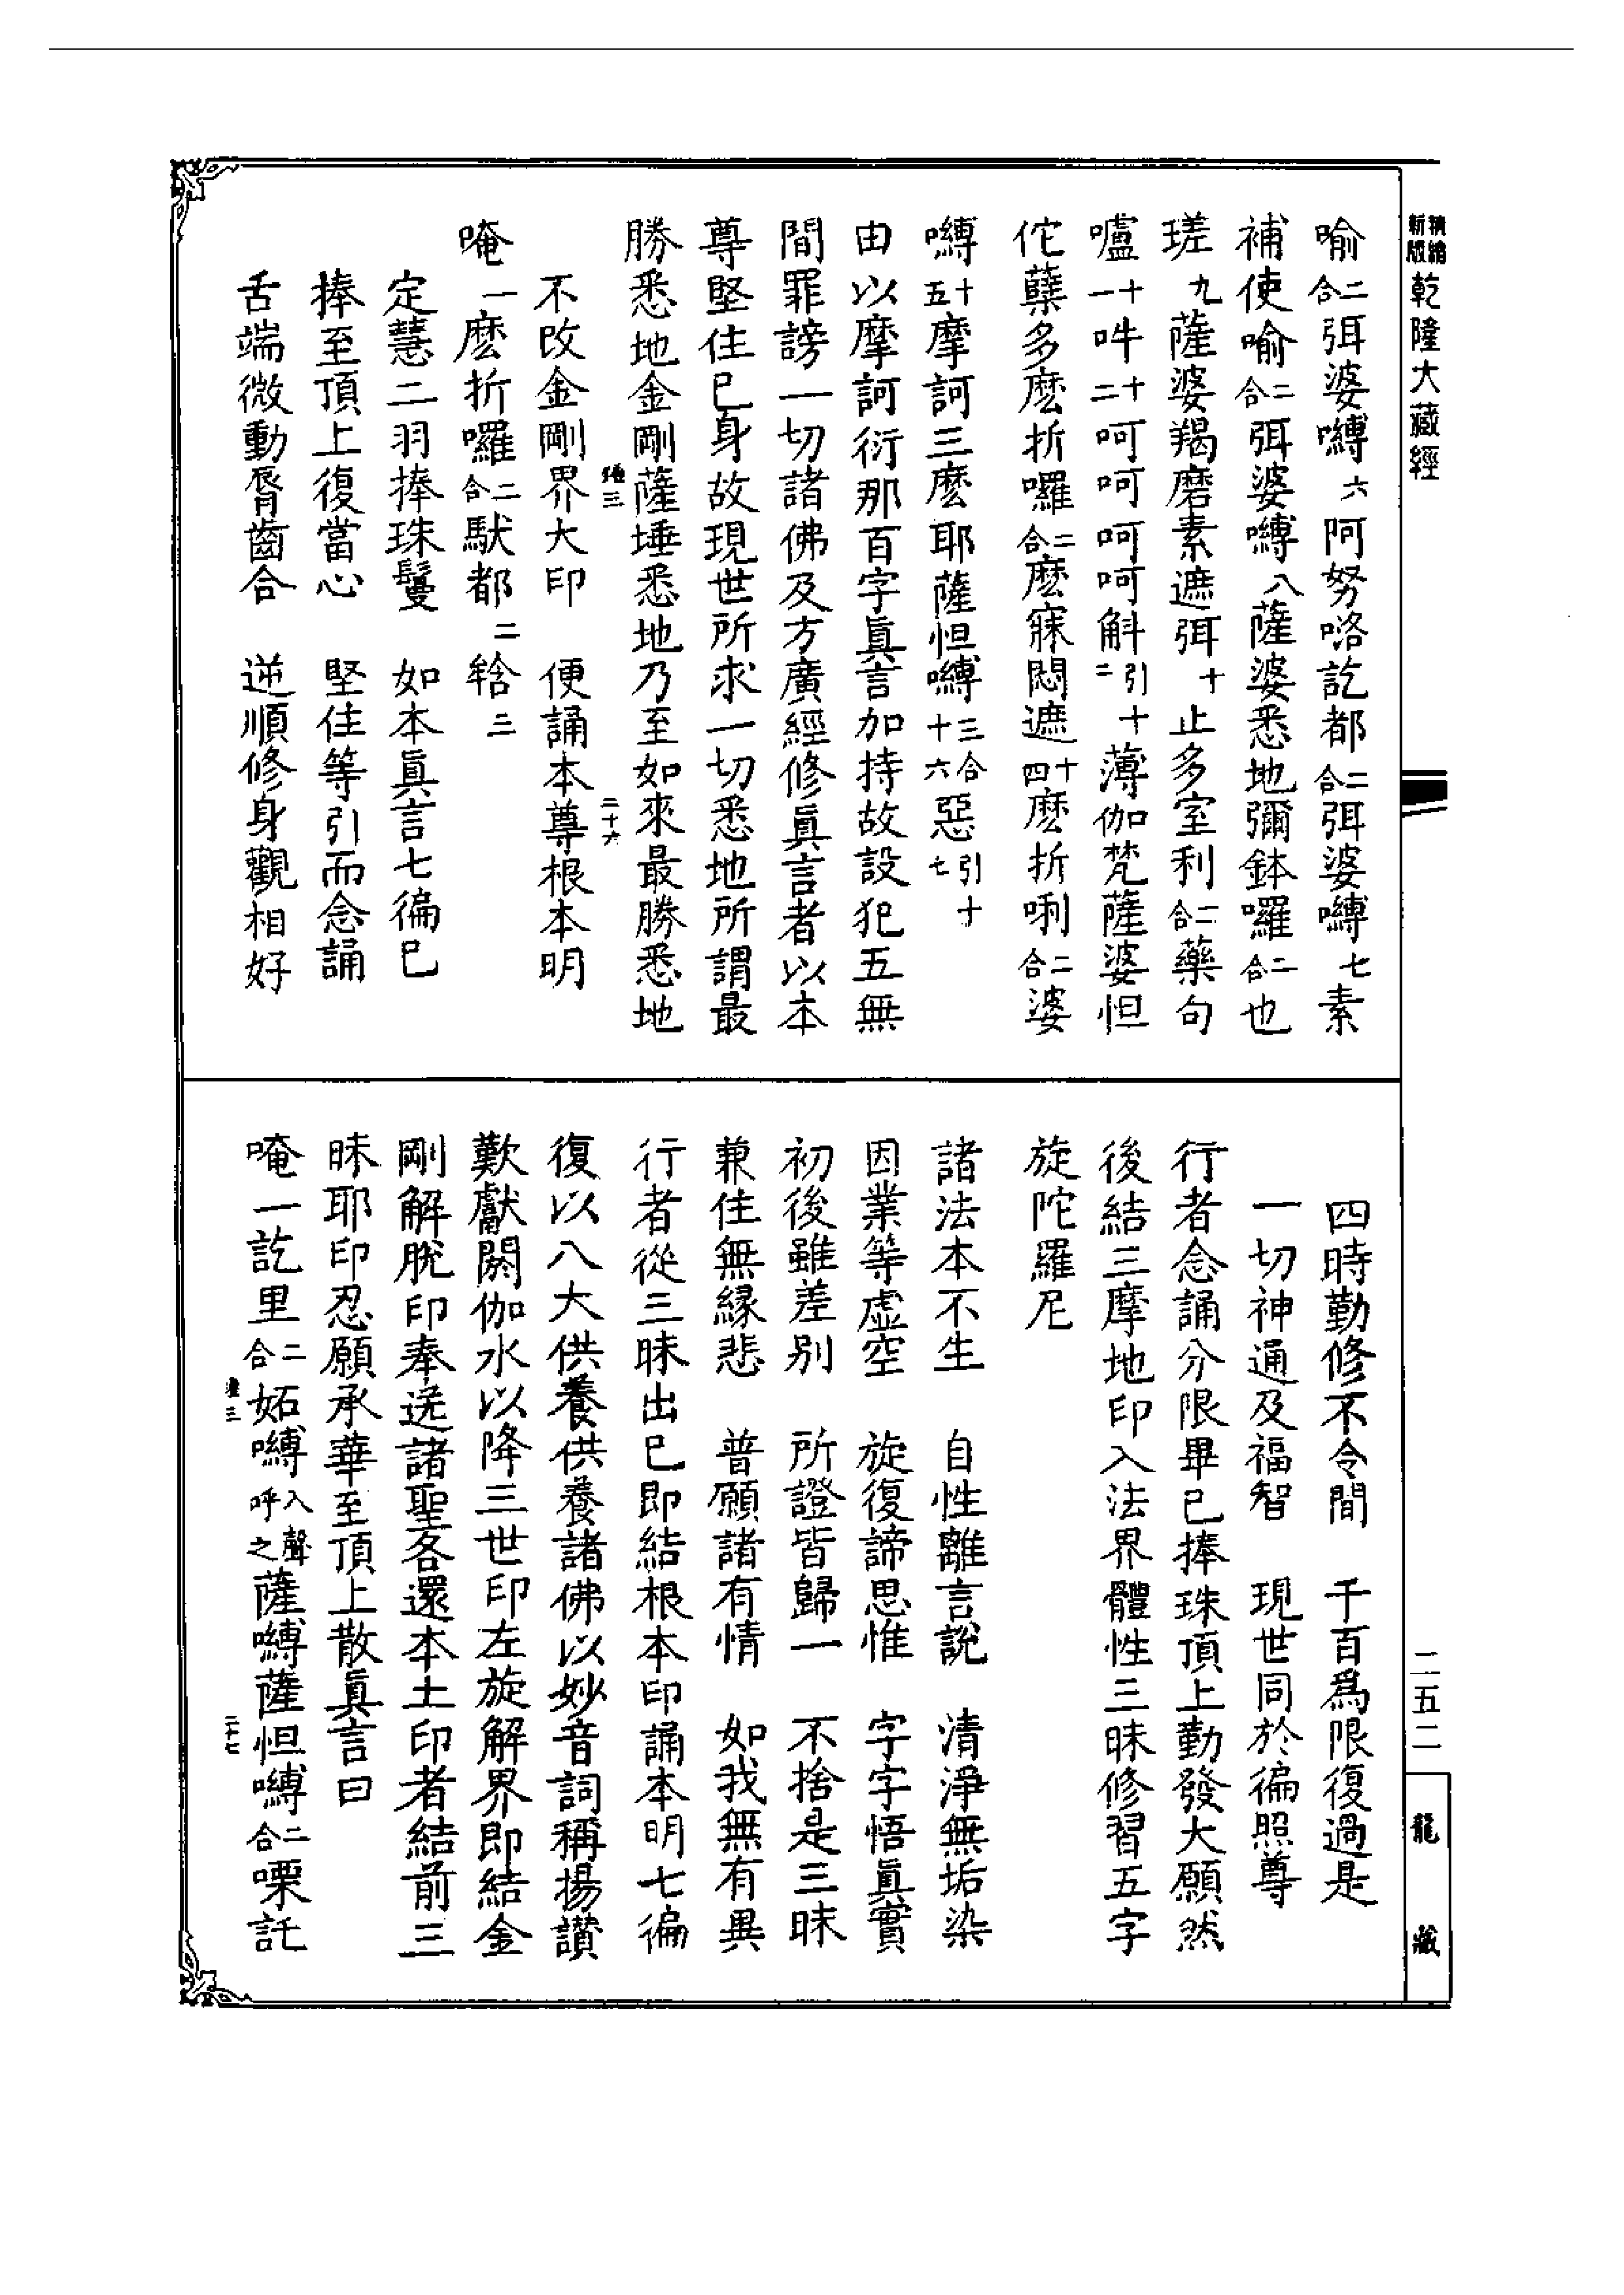 精縮新版乾隆大藏經
喻二合弭婆嚩六阿努咯訖都二合弭婆嚩七素
補使喻二合弭婆嚩八薩婆悉地彌鉢囉二合也
瑳九薩婆羯磨素遮弭十止多室利二合藥句
嚧十一吽十二呵呵呵呵斛引十二薄伽梵薩婆怛
佗蘖多麽折囉二合麽寐悶遮十四麽折唎二合婆
嚩十五摩訶三麽耶薩怛嚩三合十六惡引十七
由以摩訶衍那百字眞言加持故設犯五無
間罪謗一切諸佛及方廣經修眞言者以本
尊堅住已身故現世所求一切悉地所謂最
勝悉地金剛薩埵悉地乃至如來最勝悉地
三
二十六
不改金剛界大印　便誦本尊根本明
唵一麽折囉二合馱都二鋡三
定慧二羽捧珠鬘　如本眞言七徧已
捧至頂上復當心　堅住等引而念誦
舌端微動脣齒合　逆順修身觀相好
四時勤修不令間　千百爲限復過是
一切神通及福智　現世同於徧照尊
行者念誦分限畢已捧珠頂上勤發大願然
後結三摩地印入法界體性三昧修習五字
旋陀羅尼
諸法本不生　自性離言說　清淨無垢染
因業等虛空　旋復諦思惟　字字悟眞實
初後雖差別　所證皆歸一　不捨是三昧
兼住無緣悲　普願諸有情　如我無有異
行者從三昧出已即結根本印誦本明七徧
復以八大供養供養諸佛以妙音詞稱揚讃
歎獻閼伽水以降三世印左旋解界即結金
剛解脫印奉送諸聖各還本土印者結前三
昧耶印忍願承華至頂上散眞言曰
唵一訖里二合妬嚩入聲呼之薩嚩薩怛嚩二合㗚託
三
二十七
二五二
龍藏